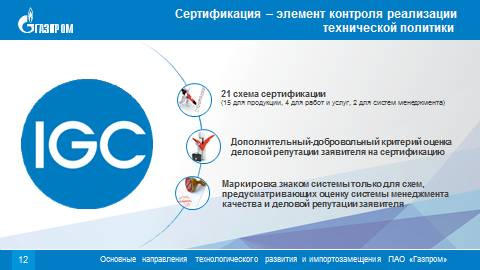 ГАЗПРОМ
Сертификация – элемент контроля реализации
технической политики
IGC
21 схема сертификации
(15 для продукции, 4 для работ и услуг, 2 для систем менеджмента)
Дополнительный-добровольный критерий оценка
деловой репутации заявителя на сертификацию
Маркировка знаком системы только для схем,
предусматривающих оценку системы менеджмента
качества и деловой репутации заявителя
12
Основные направления технологического развития и импортозамещения ПАО «Газпром»